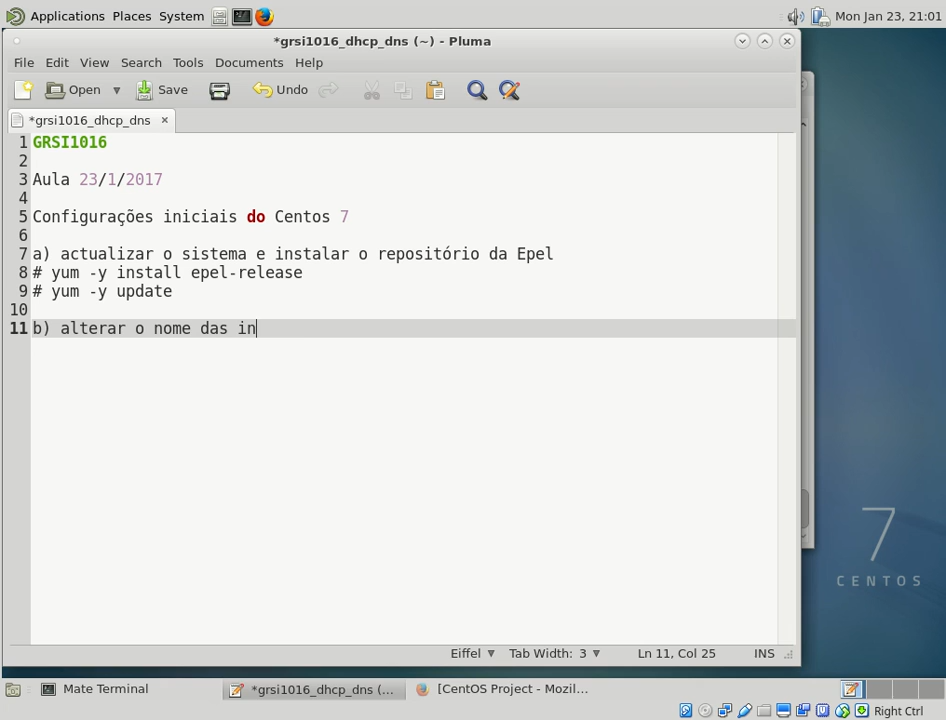 Applications Places System
Mon Jan 23, 21:01
*grsi1016_dhcp_dns (~) - Pluma
File Edit View Search Tools Documents Help
Open Save Undo
*grsi1016_dhcp_dns ×
1 GRSI1016
2
3 Aula 23/1/2017
4
5 Configurações iniciais do Centos 7
6
7 a) actualizar o sistema e instalar o repositório da Epel
8 # yum -y install epel-release
9 # yum -y update
10
11 b) alterar o nome das in
7
CENTOS
Eiffel Tab Width: 3 Ln 11, Col 25 INS
Mate Terminal *grsi1016_dhcp_dns (... [CentOS Project - Mozil...
Right Ctrl